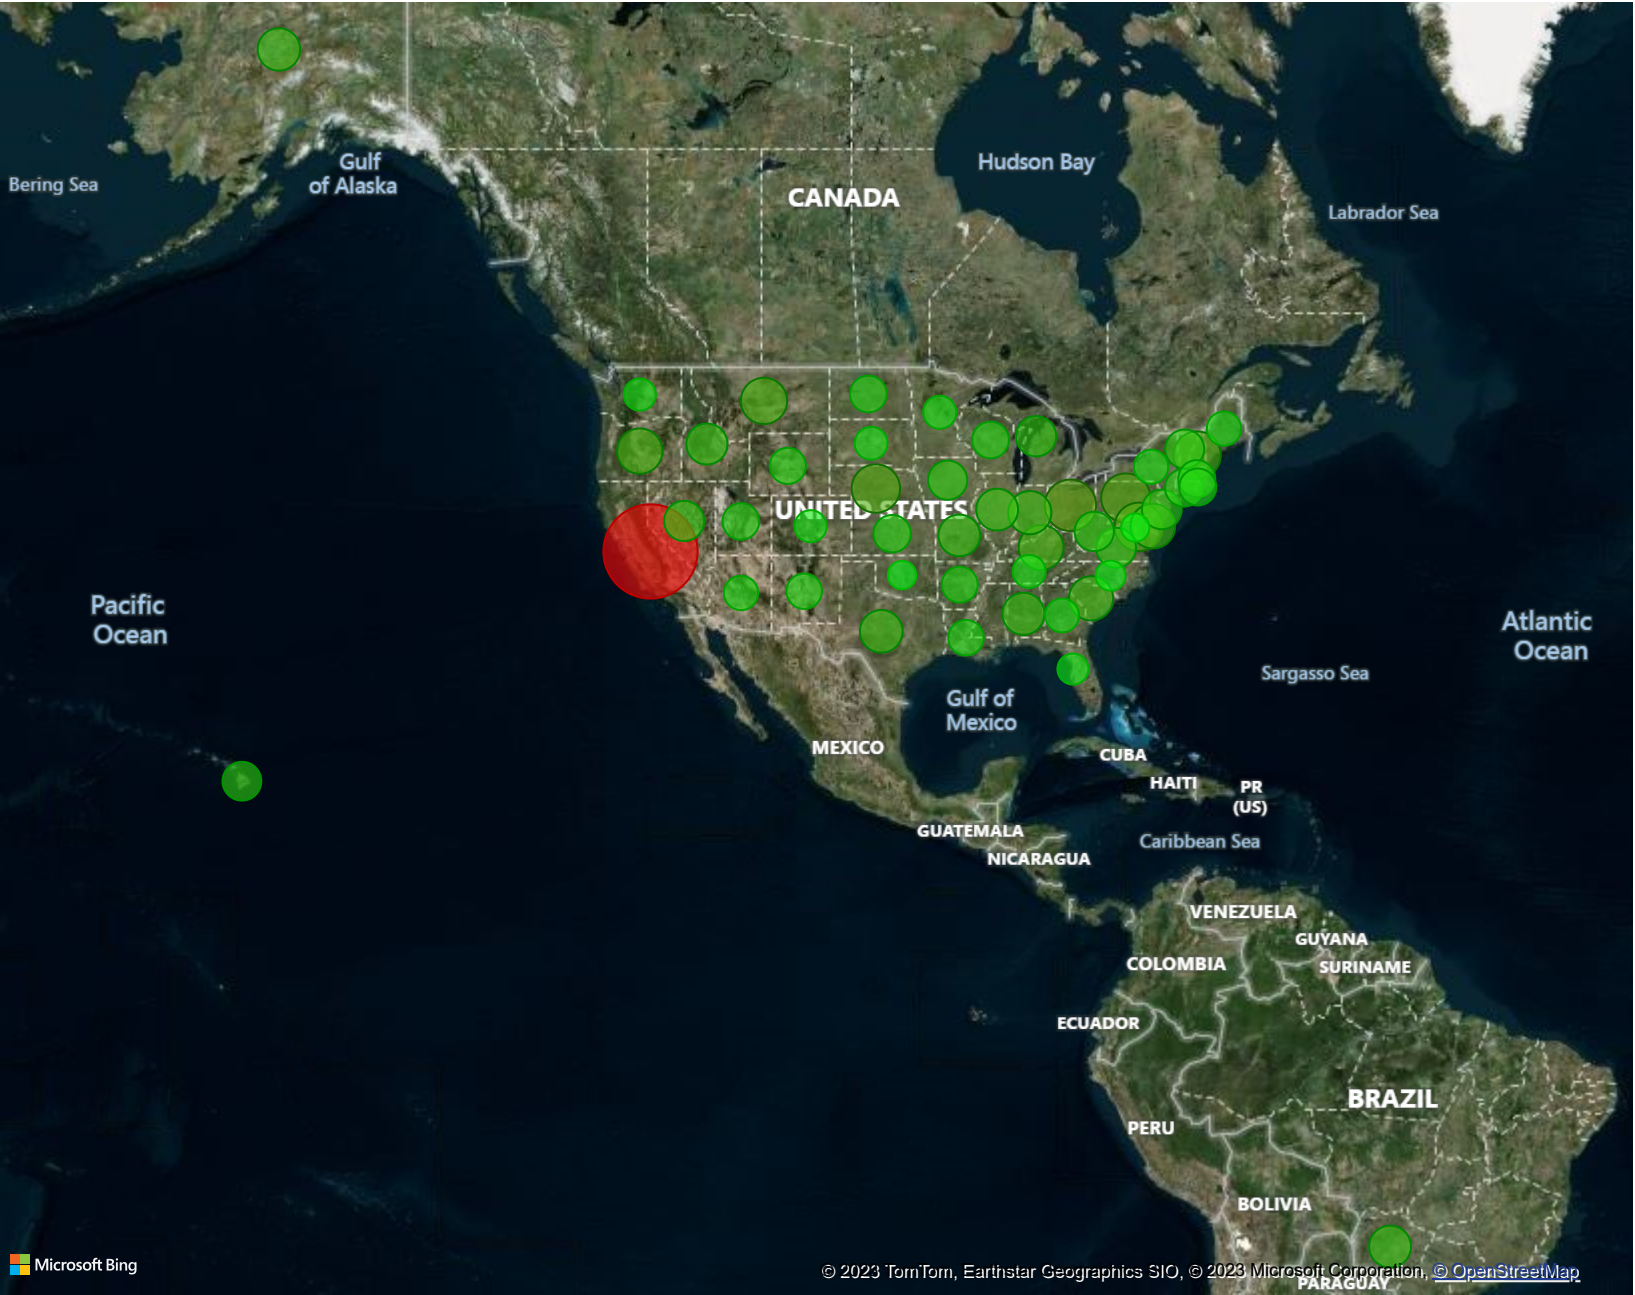 Gulf
of Alaska
Bering Sea
Hudson Bay
CANADA
Labrador Sea
UNITED STATES
Pacific
Ocean
Atlantic
Ocean
Sargasso Sea
Gulf of
Mexico
MEXICO
CUBA
HAITI
PR
(US)
GUATEMALA
Caribbean Sea
NICARAGUA
VENEZUELA
GUYANA
COLOMBIA
SURINAME
ECUADOR
BRAZIL
PERU
BOLIVIA
Microsoft Bing
© 2023 TomTom, Earthstar Geographics SIO, © 2023 Microsoft Corporation, © OpenStreetMap
PARAGUAY